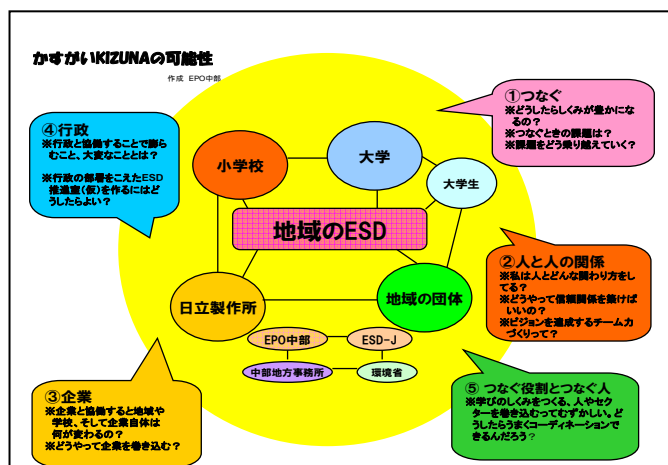 かすがいKIZUNAの可能性
作成 EPO中部
①つなぐ
※どうしたらしくみが豊かにな
るの？
※つなぐときの課題は？
※課題をどう乗り越えていく？
④行政
※行政と協働することで膨ら
むこと、大変なこととは？
※行政の部署をこえたESD
推進室(仮)を作るにはど
うしたらよい？
小学校
大学
大学生
地域のESD
②人と人の関係
※私は人とどんな関わり方をし
てる？
※どうやって信頼関係を築けば
いいの？
※ビジョンを達成するチーム力
づくりって？
日立製作所
地域の団体
EPO中部
ESD-J
中部地方事務所
環境省
③企業
※企業と協働すると地域や
学校、そして企業自体は
何が変わるの？
※どうやって企業を巻き込む？
⑤ つなぐ役割とつなぐ人
※学びのしくみをつくる、人やセク
ターを巻き込むってむずかしい。ど
うしたらうまくコーディネーションで
きるんだろう？